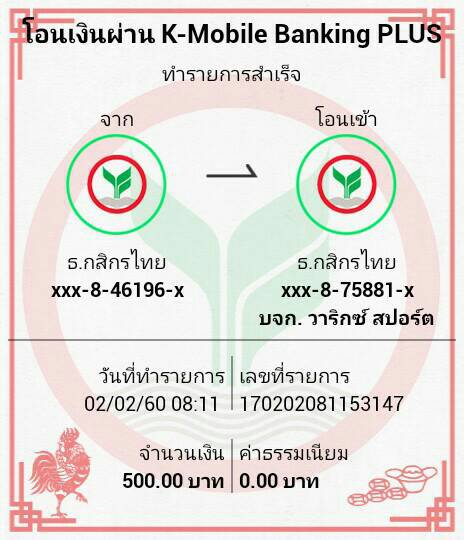 โอนเงินผ่าน K-Mobile Banking PLUS
ทำรายการสำเร็จ
จาก
โอนเข้า
ธ.กสิกรไทย
ธ.กสิกรไทย
xxx-8-46196-x
xxx-8-75881-x
บจก. วาริกซ์ สปอร์ต
วันที่ทำรายการ
เลขที่รายการ
02/02/60 08:11
170202081153147
จำนวนเงิน
ค่าธรรมเนียม
500.00 บาท
0.00 บาท